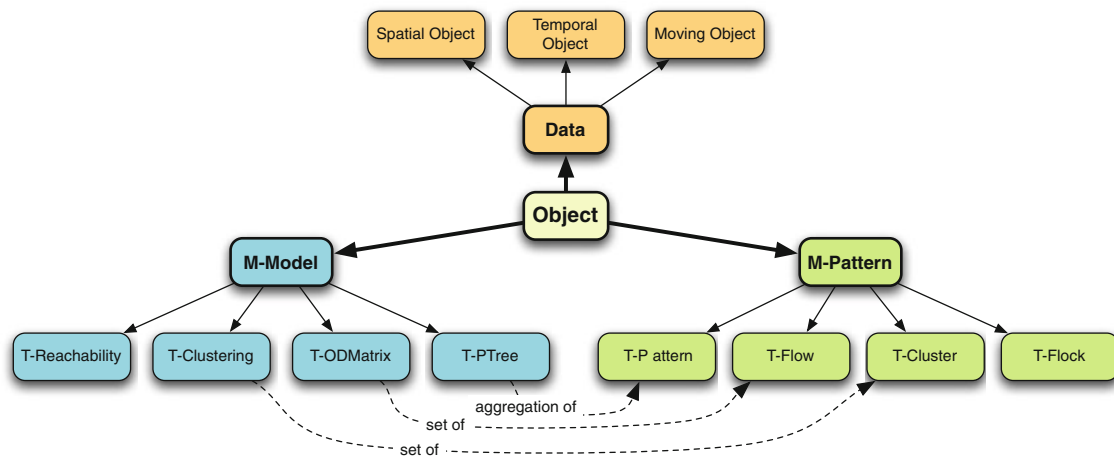 Spatial Object
Temporal
Object
Moving Object
Data
Object
M-Model
M-Pattern
T-Reachability
T-Clustering
T-ODMatrix
T-PTree
T-P attern
T-Flow
T-Cluster
T-Flock
aggregation of
set of
set of